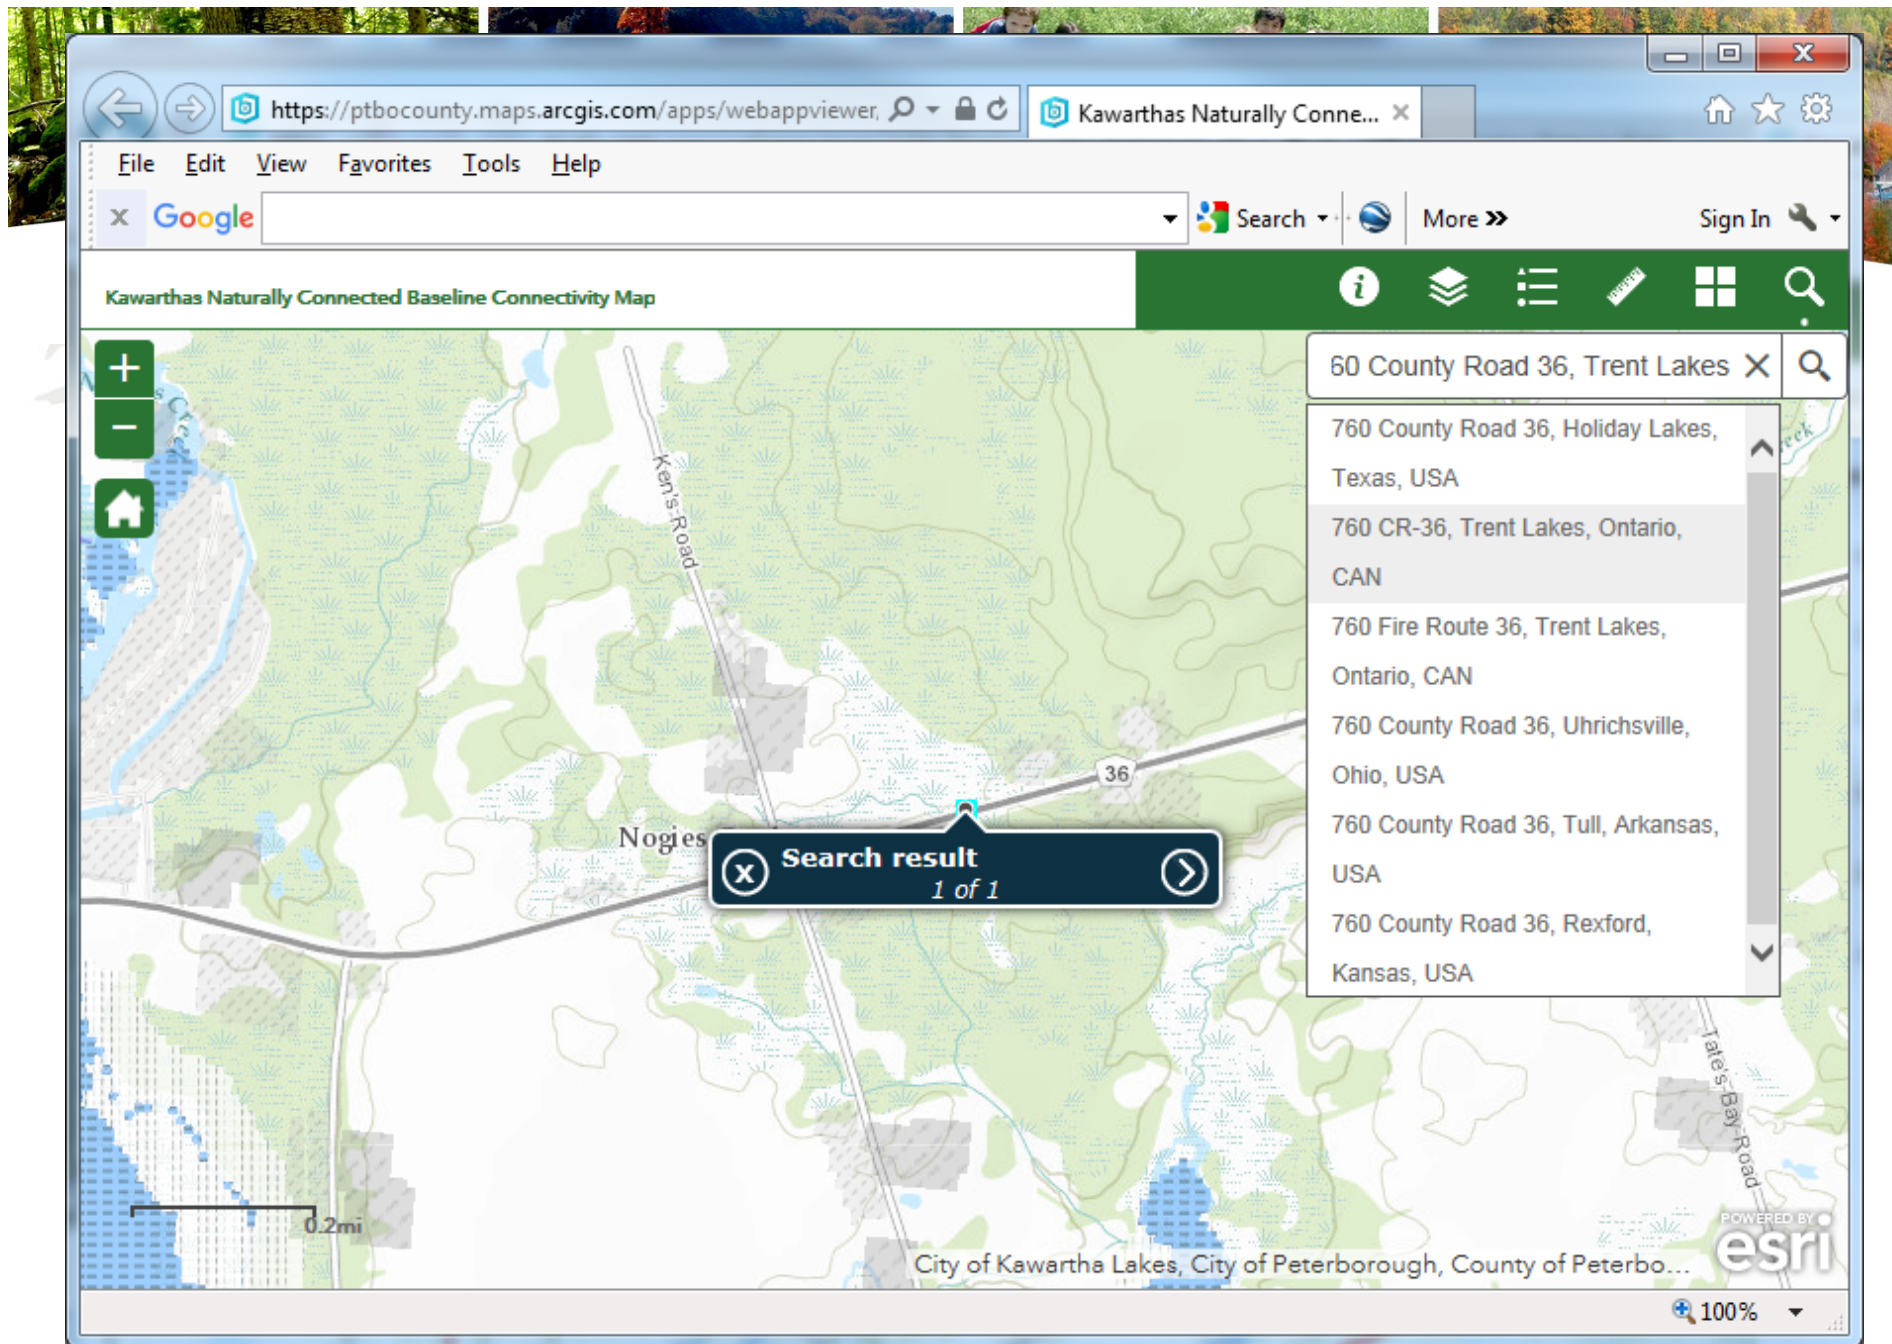 https://ptbocounty.maps.arcgis.com/apps/webappviewer,
Kawarthas Naturally Conne...
File Edit View Favorites Tools Help
x Google Search More » Sign In
Kawarthas Naturally Connected Baseline Connectivity Map
60 County Road 36, Trent Lakes
760 County Road 36, Holiday Lakes,
Texas, USA
760 CR-36, Trent Lakes, Ontario,
CAN
760 Fire Route 36, Trent Lakes,
Ontario, CAN
760 County Road 36, Uhrichsville,
Ohio, USA
760 County Road 36, Tull, Arkansas,
USA
760 County Road 36, Rexford,
Kansas, USA
Ken's-Road
36
Nogies
Search result
1 of 1
Tate's-Bay-Road
0.2mi
City of Kawartha Lakes, City of Peterborough, County of Peterbo...
POWERED BY
esri
100%